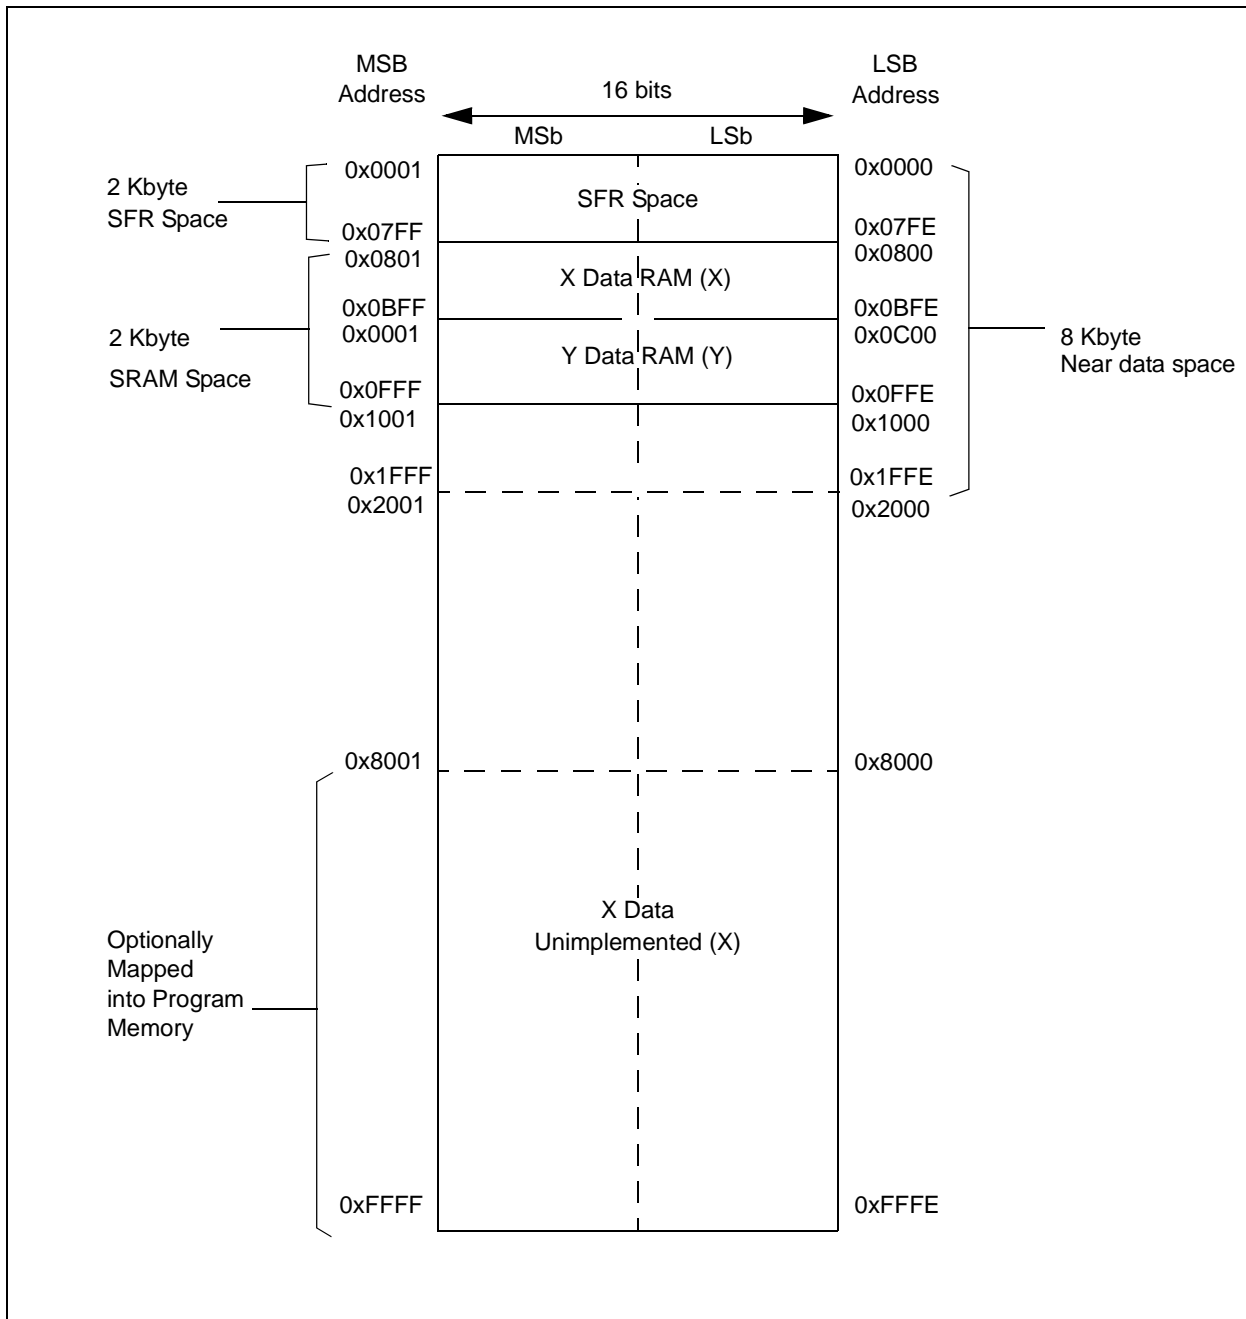 MSB
Address
LSB
Address
16 bits
MSb
LSb
0x0001
0x0000
2 Kbyte
SFR Space
SFR Space
0x07FF
0x07FE
0x0801
0x0800
X Data RAM (X)
0x0BFF
0x0BFE
0x0001
0x0C00
2 Kbyte
SRAM Space
8 Kbyte
Near data space
Y Data RAM (Y)
0x0FFF
0x0FFE
0x1001
0x1000
0x1FFF
0x1FFE
0x2001
0x2000
0x8001
0x8000
X Data
Unimplemented (X)
Optionally
Mapped
into Program
Memory
0xFFFF
0xFFFE